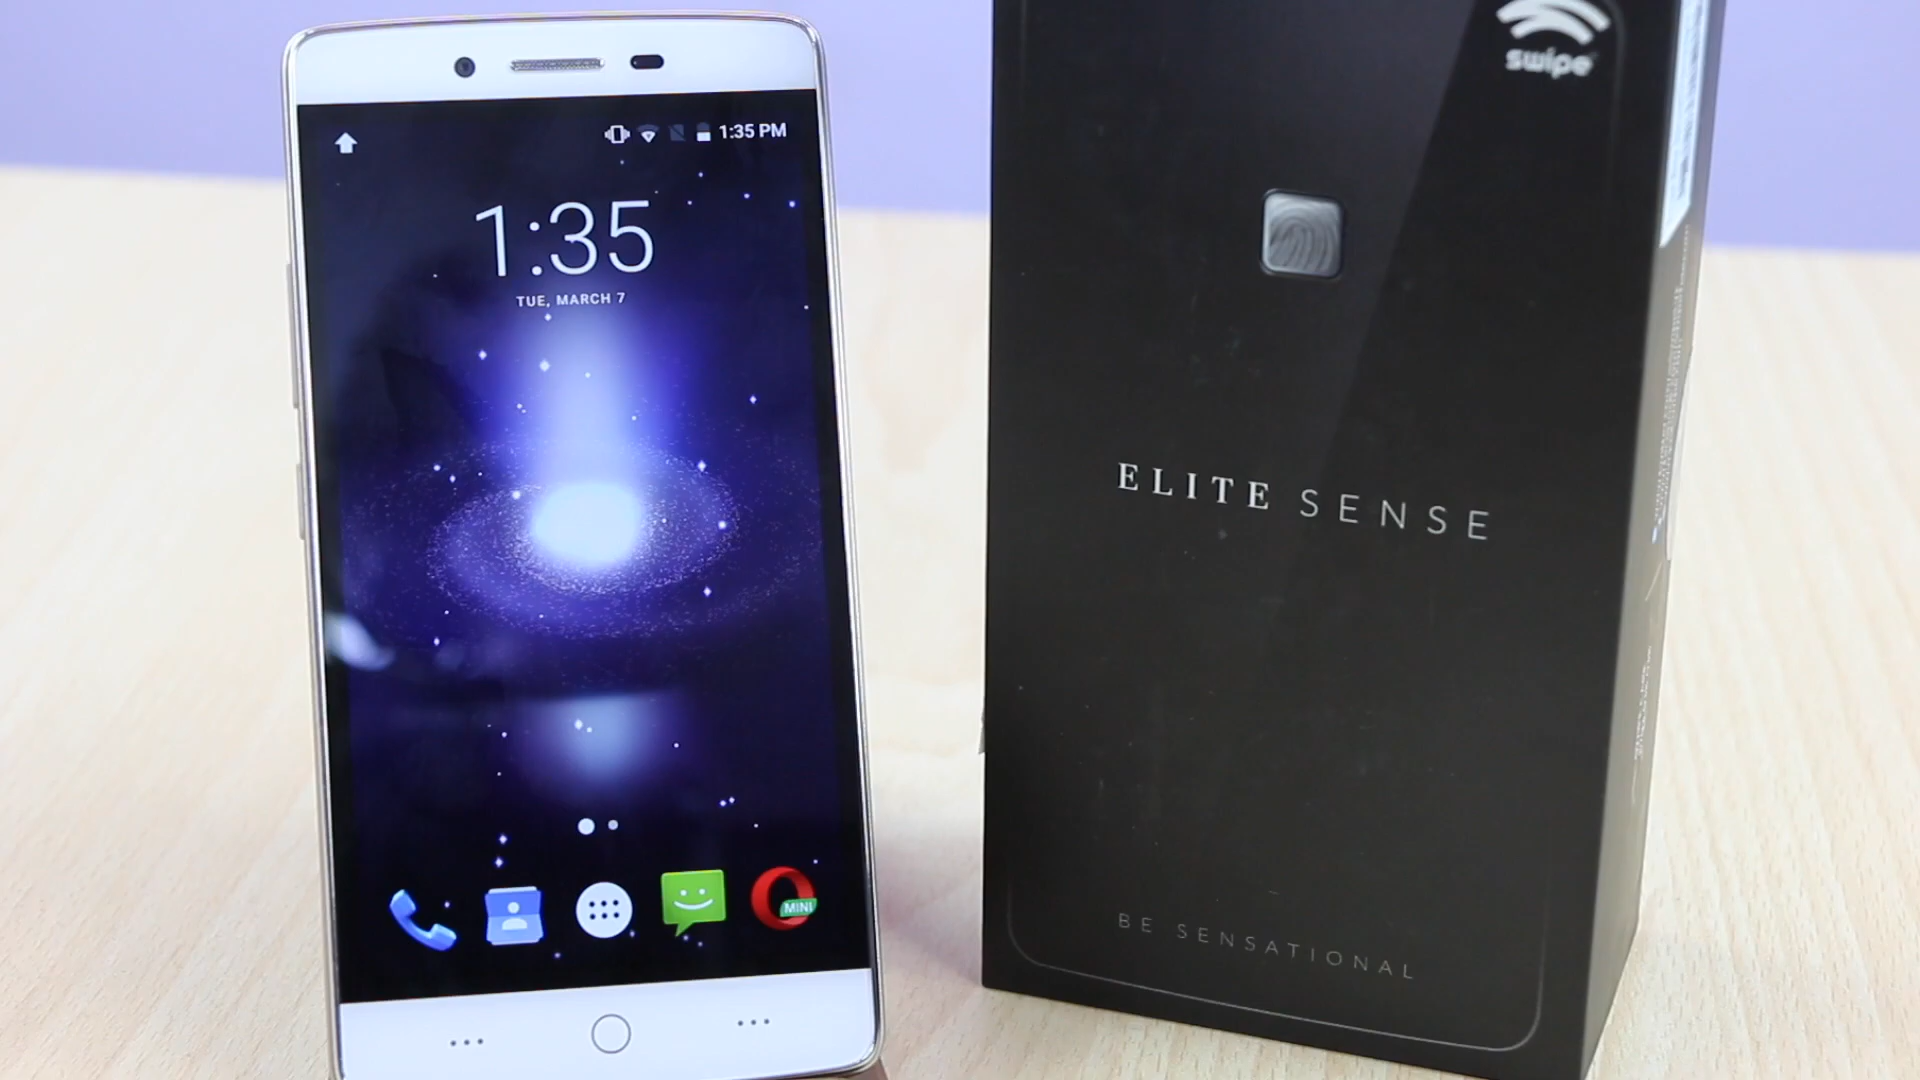 1:35 PM
1:35
TUE, MARCH 7
MINI
swipe
ELITE SENSE
BE SENSATIONAL